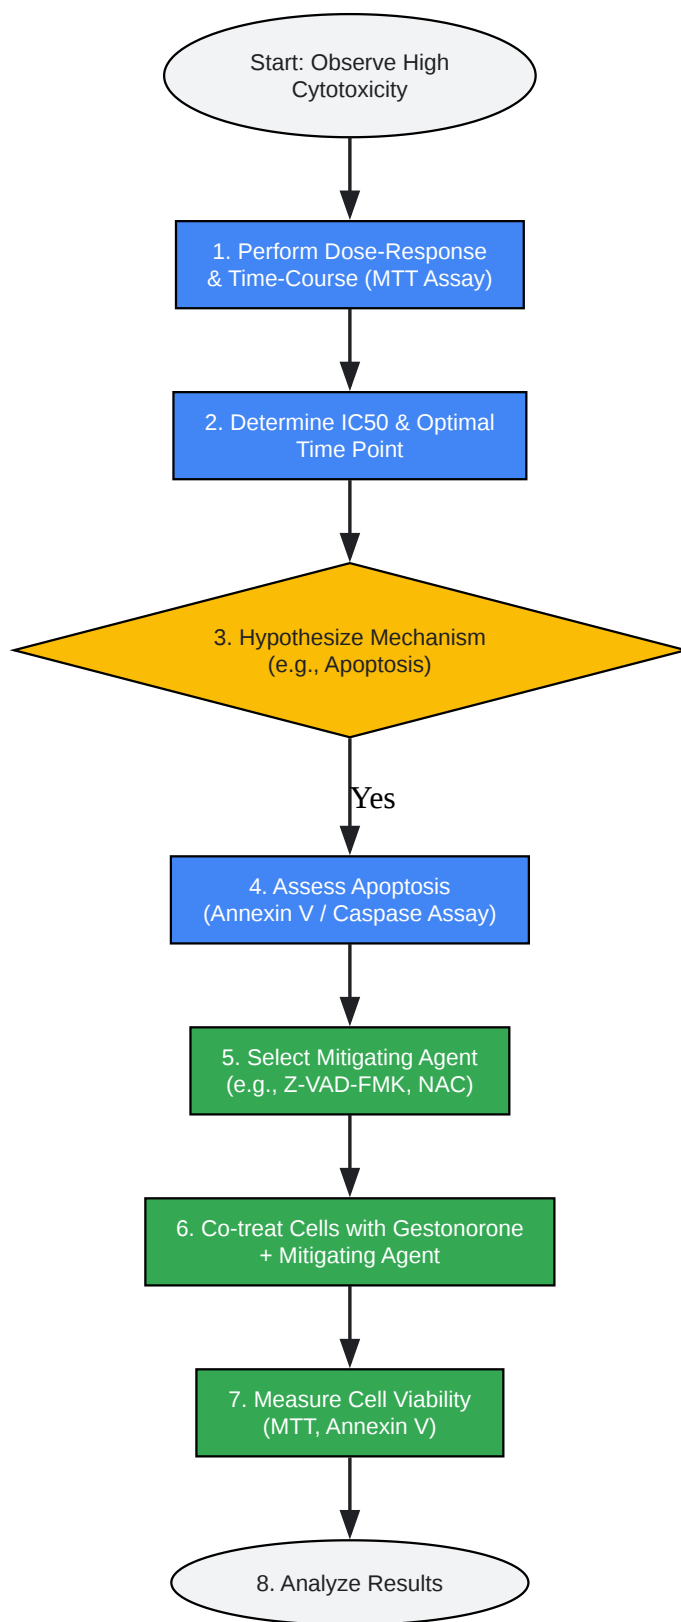 Start: Observe High
Cytotoxicity
1. Perform Dose-Response
& Time-Course (MTT Assay)
2. Determine IC50 & Optimal
Time Point
3. Hypothesize Mechanism
(e.g., Apoptosis)
Yes
4. Assess Apoptosis
(Annexin V / Caspase Assay)
5. Select Mitigating Agent
(e.g., Z-VAD-FMK, NAC)
6. Co-treat Cells with Gestonorone
+ Mitigating Agent
7. Measure Cell Viability
(MTT, Annexin V)
8. Analyze Results